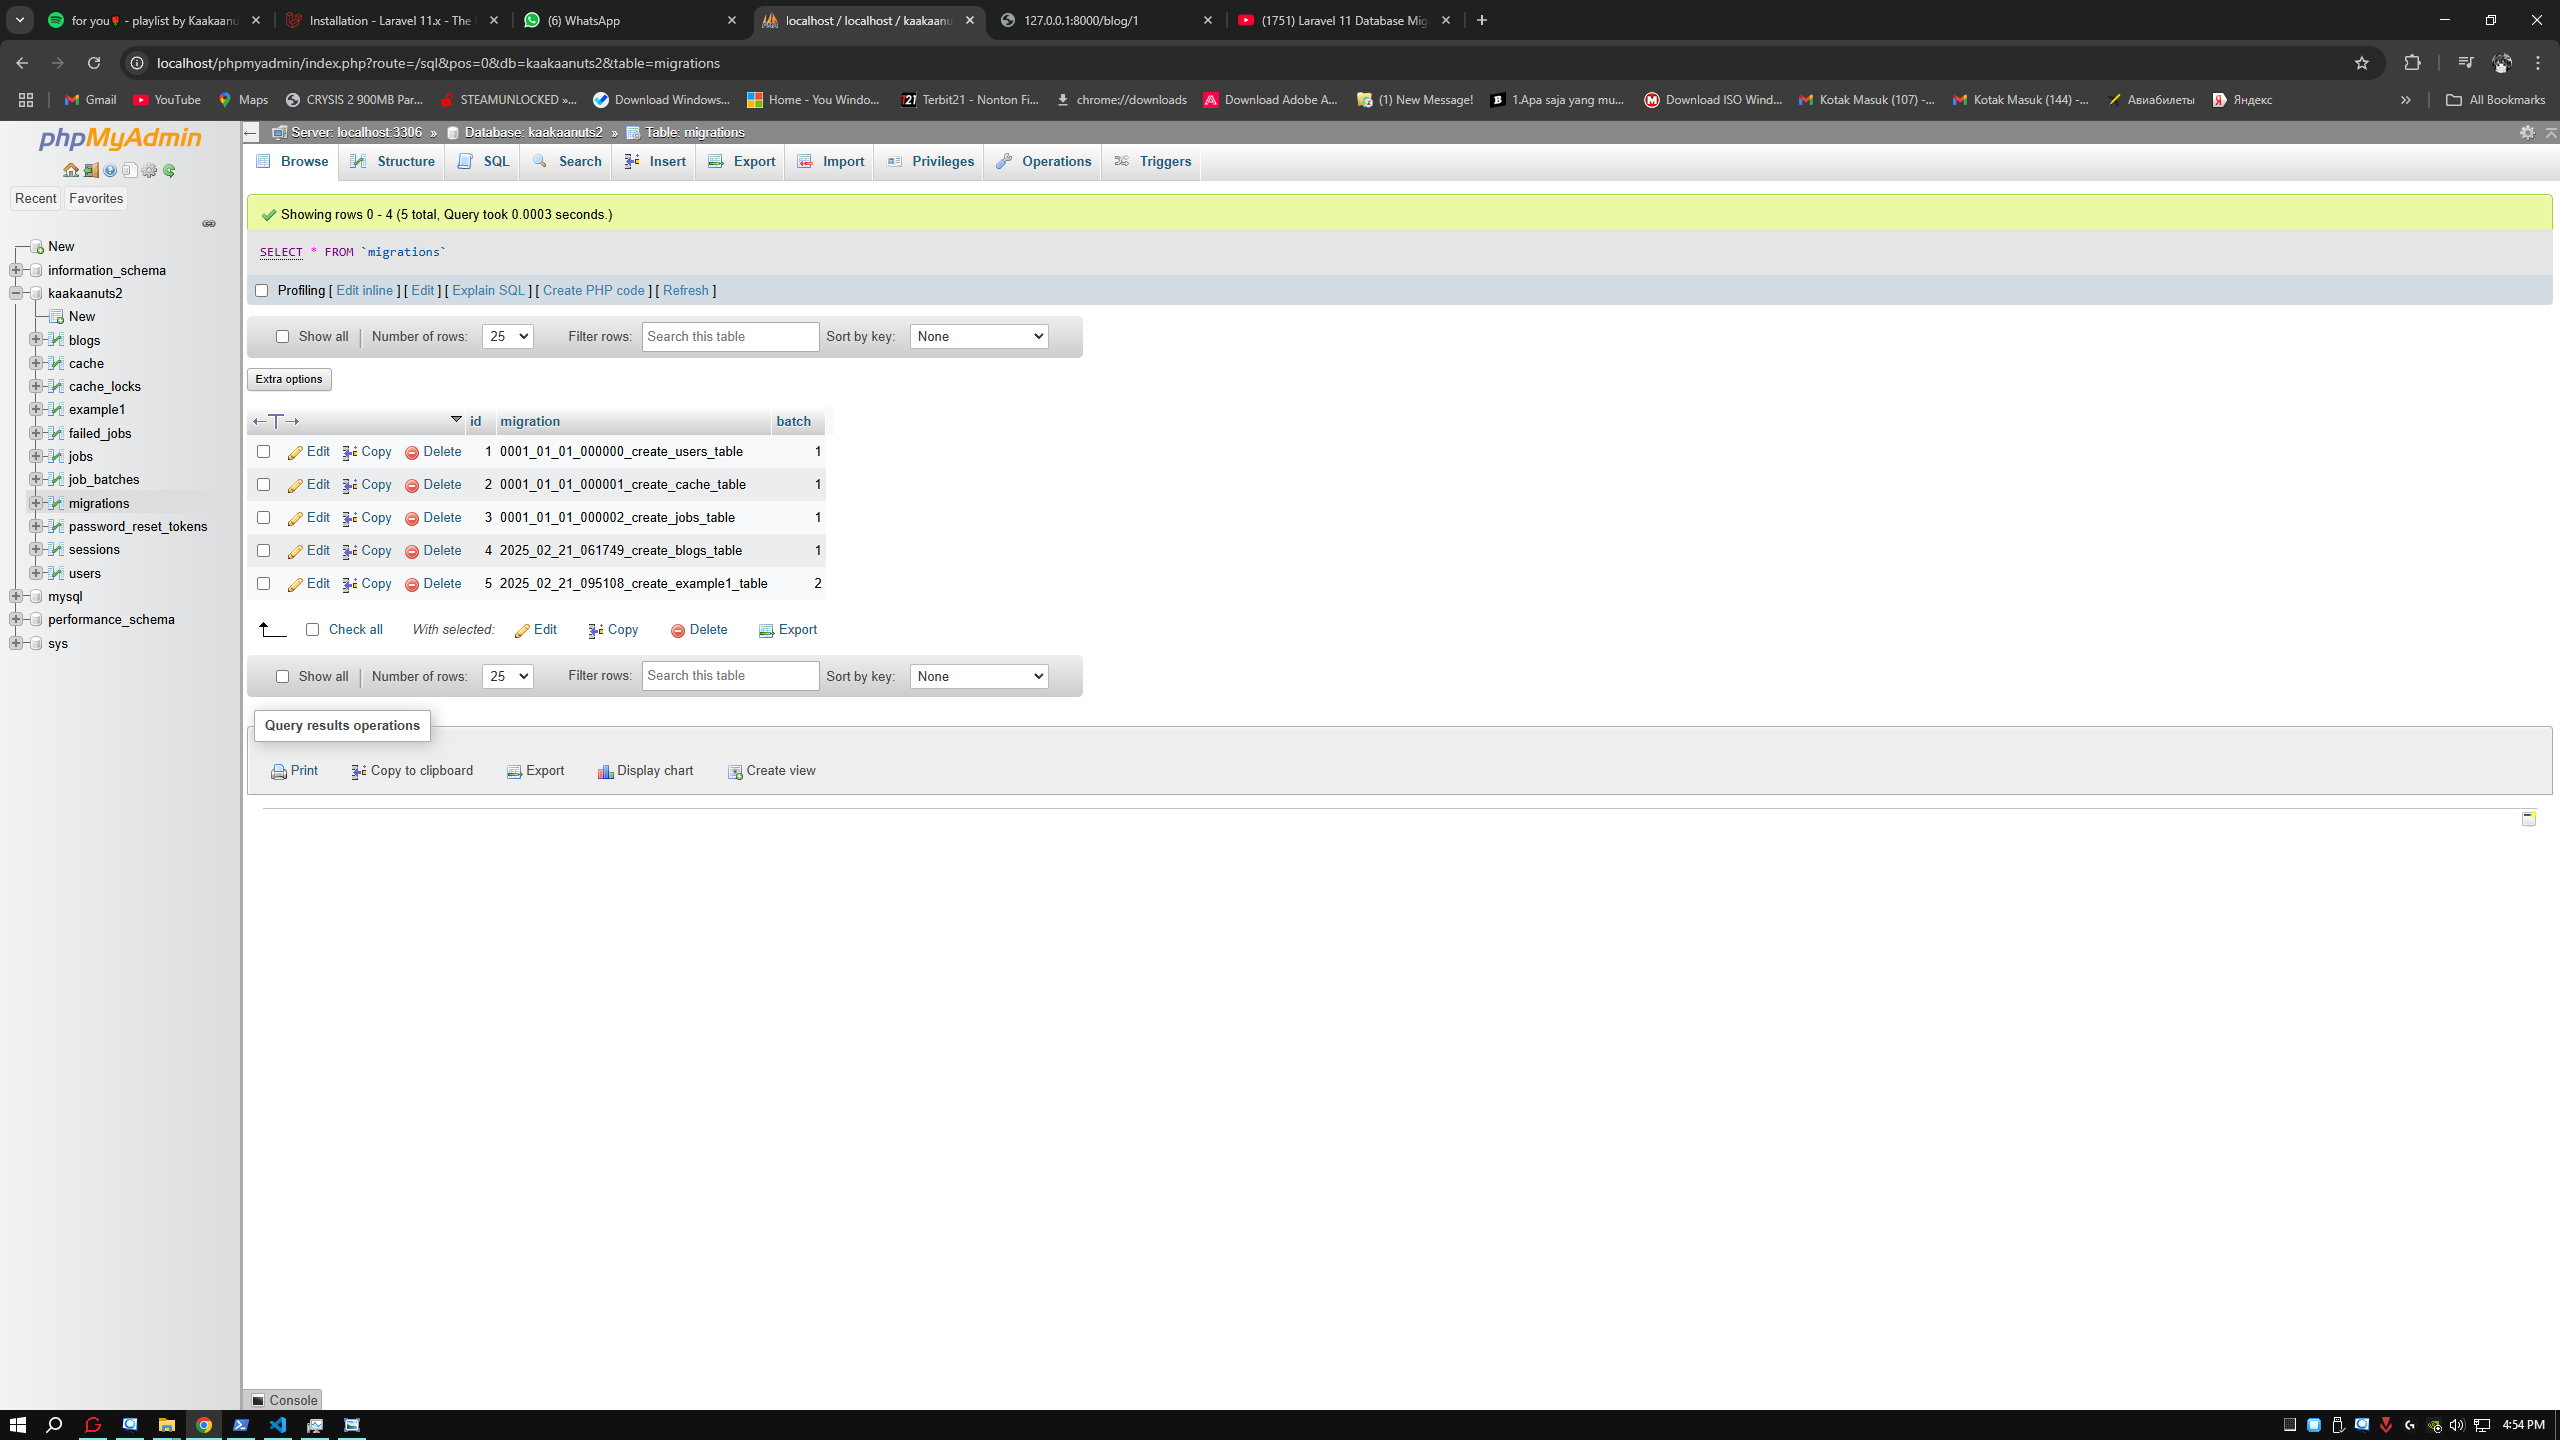 for you🌹 - playlist by Kaakaanu
Installation - Laravel 11.x - The
(6) WhatsApp
localhost / localhost / kaakaanu
127.0.0.1:8000/blog/1
(1751) Laravel 11 Database Mig
localhost/phpmyadmin/index.php?route=/sql&pos=0&db=kaakaanuts2&table=migrations
Gmail YouTube Maps CRYSIS 2 900MB Par... STEAMUNLOCKED »... Download Windows... Home - You Windo... Terbit21 - Nonton Fi... chrome://downloads Download Adobe A... (1) New Message! 1.Apa saja yang mu... Download ISO Wind... Kotak Masuk (107) -... Kotak Masuk (144) -... Авиабилеты Яндекс » All Bookmarks
phpMyAdmin
Recent Favorites
New
information_schema
kaakaanuts2
New
blogs
cache
cache_locks
example1
failed_jobs
jobs
job_batches
migrations
password_reset_tokens
sessions
users
mysql
performance_schema
sys
Server: localhost:3306 » Database: kaakaanuts2 » Table: migrations
Browse Structure SQL Search Insert Export Import Privileges Operations Triggers
Showing rows 0 - 4 (5 total, Query took 0.0003 seconds.)
SELECT * FROM `migrations`
Profiling [ Edit inline ] [ Edit ] [ Explain SQL ] [ Create PHP code ] [ Refresh ]
Show all Number of rows: 25 Filter rows: Search this table Sort by key: None
Extra options
id migration batch
Edit Copy Delete 1 0001_01_01_000000_create_users_table 1
Edit Copy Delete 2 0001_01_01_000001_create_cache_table 1
Edit Copy Delete 3 0001_01_01_000002_create_jobs_table 1
Edit Copy Delete 4 2025_02_21_061749_create_blogs_table 1
Edit Copy Delete 5 2025_02_21_095108_create_example1_table 2
Check all With selected: Edit Copy Delete Export
Show all Number of rows: 25 Filter rows: Search this table Sort by key: None
Query results operations
Print Copy to clipboard Export Display chart Create view
Console
4:54 PM